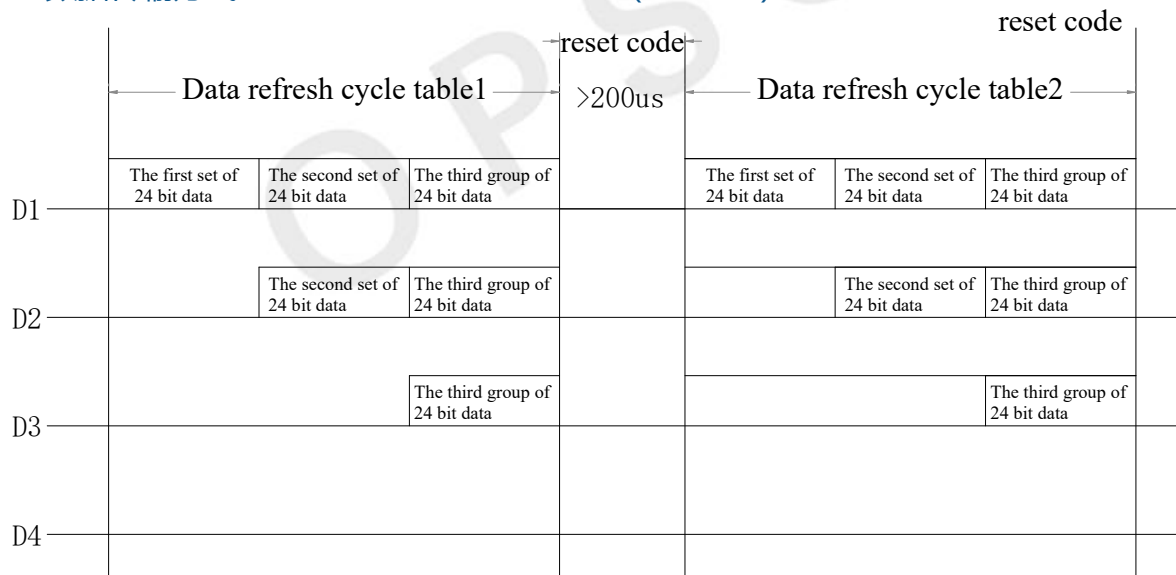 reset code
reset code
Data refresh cycle table1
>200us
Data refresh cycle table2
The first set of
24 bit data
The second set of
24 bit data
The third group of
24 bit data
The first set of
24 bit data
The second set of
24 bit data
The third group of
24 bit data
D1
The second set of
24 bit data
The third group of
24 bit data
The second set of
24 bit data
The third group of
24 bit data
D2
The third group of
24 bit data
The third group of
24 bit data
D3
D4